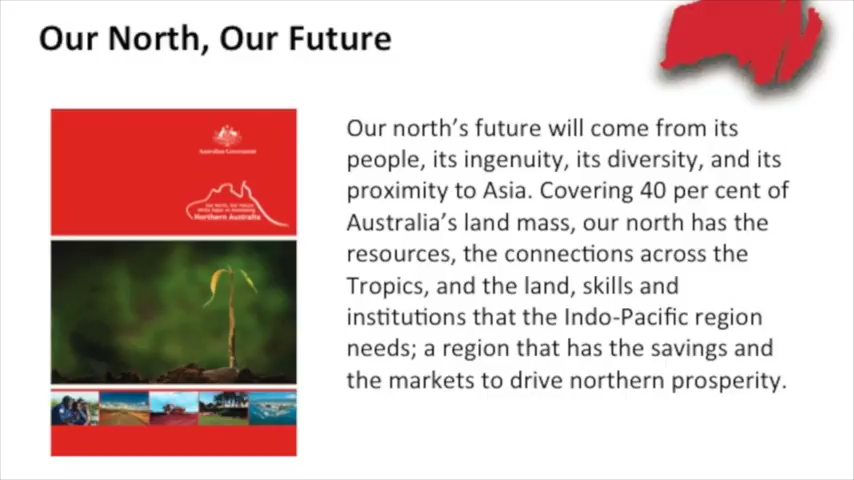 Our North, Our Future
Australian Government
Northern Australia
Our north’s future will come from its
people, its ingenuity, its diversity, and its
proximity to Asia. Covering 40 per cent of
Australia’s land mass, our north has the
resources, the connections across the
Tropics, and the land, skills and
institutions that the Indo-Pacific region
needs; a region that has the savings and
the markets to drive northern prosperity.